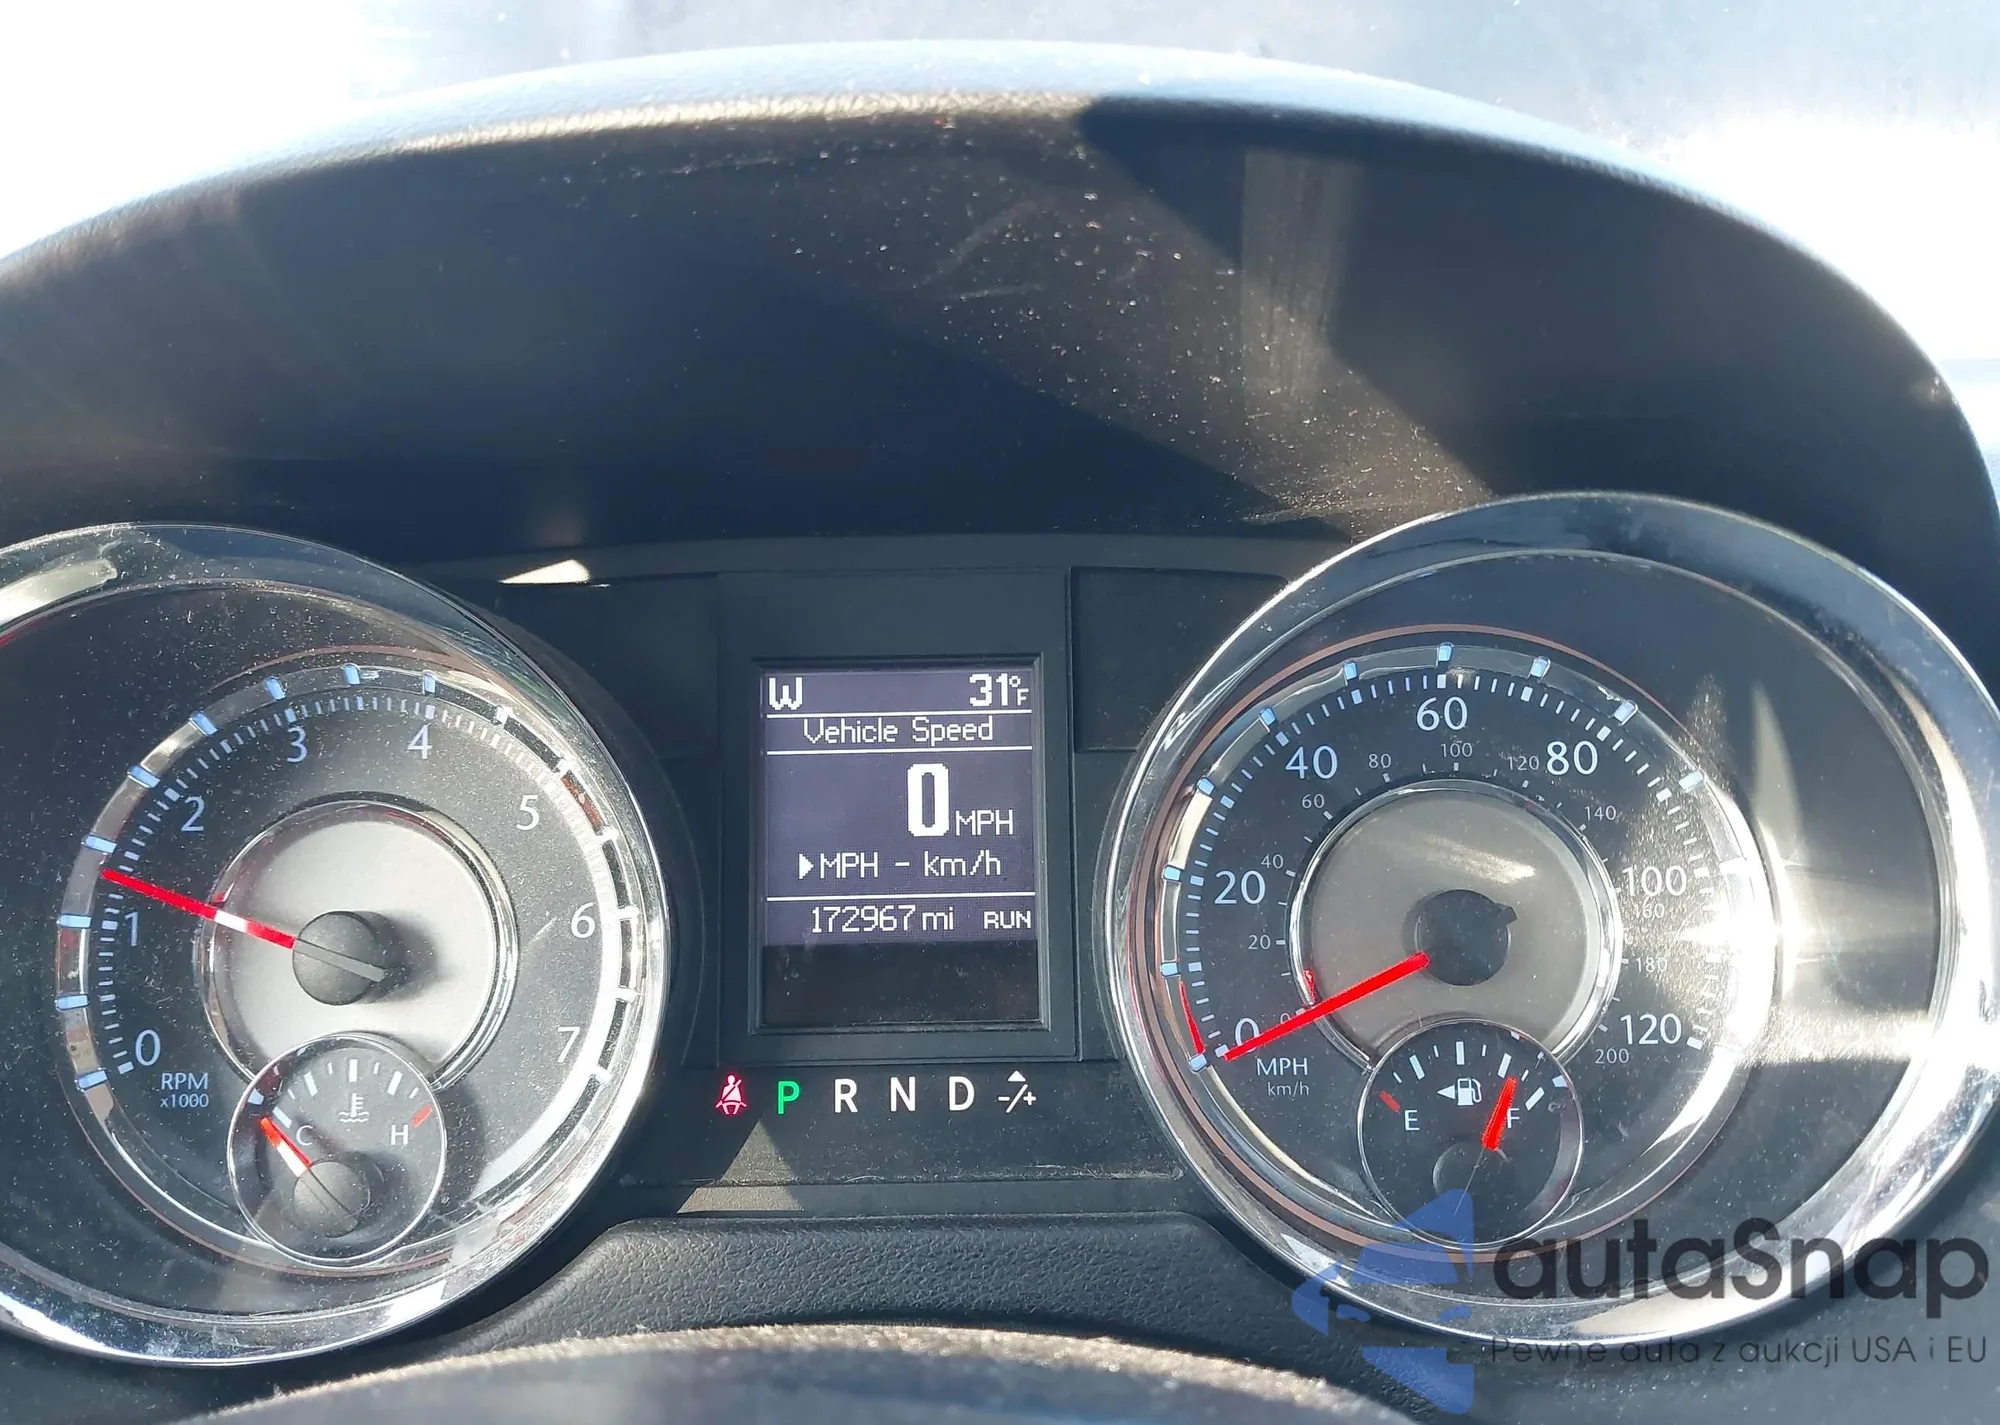 W 31°F
Vehicle Speed
0 MPH
▶MPH - km/h
172967 mi RUN
0 1 2 3 4 5 6 7
RPM
x1000
C H
P R N D -/+
0 20 40 60 80 100 120
0 20 40 60 80 100 120 140 160 180 200
MPH
km/h
E F
autaSnap
Pewne auta z aukcji USA i EU